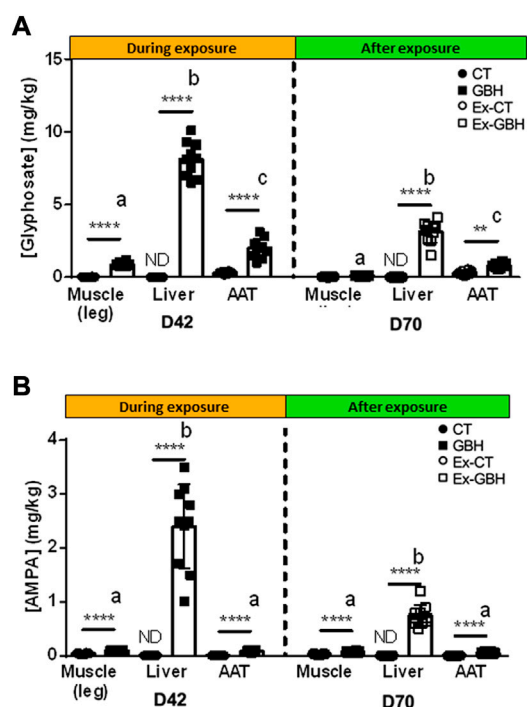 A
During exposure
After exposure
CT
GBH
Ex-CT
Ex-GBH
[Glyphosate] (mg/kg)
15
10
5
0
a
****
b
****
ND
c
****
a
b
****
ND
c
**
Muscle
(leg)
Liver
AAT
Muscle
Liver
AAT
D42
D70
B
During exposure
After exposure
CT
GBH
Ex-CT
Ex-GBH
[AMPA] (mg/kg)
4
3
2
1
0
a
****
b
****
ND
a
****
a
****
b
****
ND
a
****
Muscle
(leg)
Liver
AAT
Muscle
Liver
AAT
D42
D70